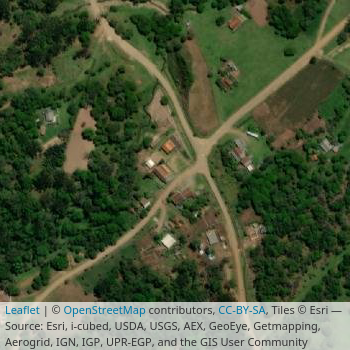 Leaflet | © OpenStreetMap contributors, CC-BY-SA, Tiles © Esri —
Source: Esri, i-cubed, USDA, USGS, AEX, GeoEye, Getmapping,
Aerogrid, IGN, IGP, UPR-EGP, and the GIS User Community